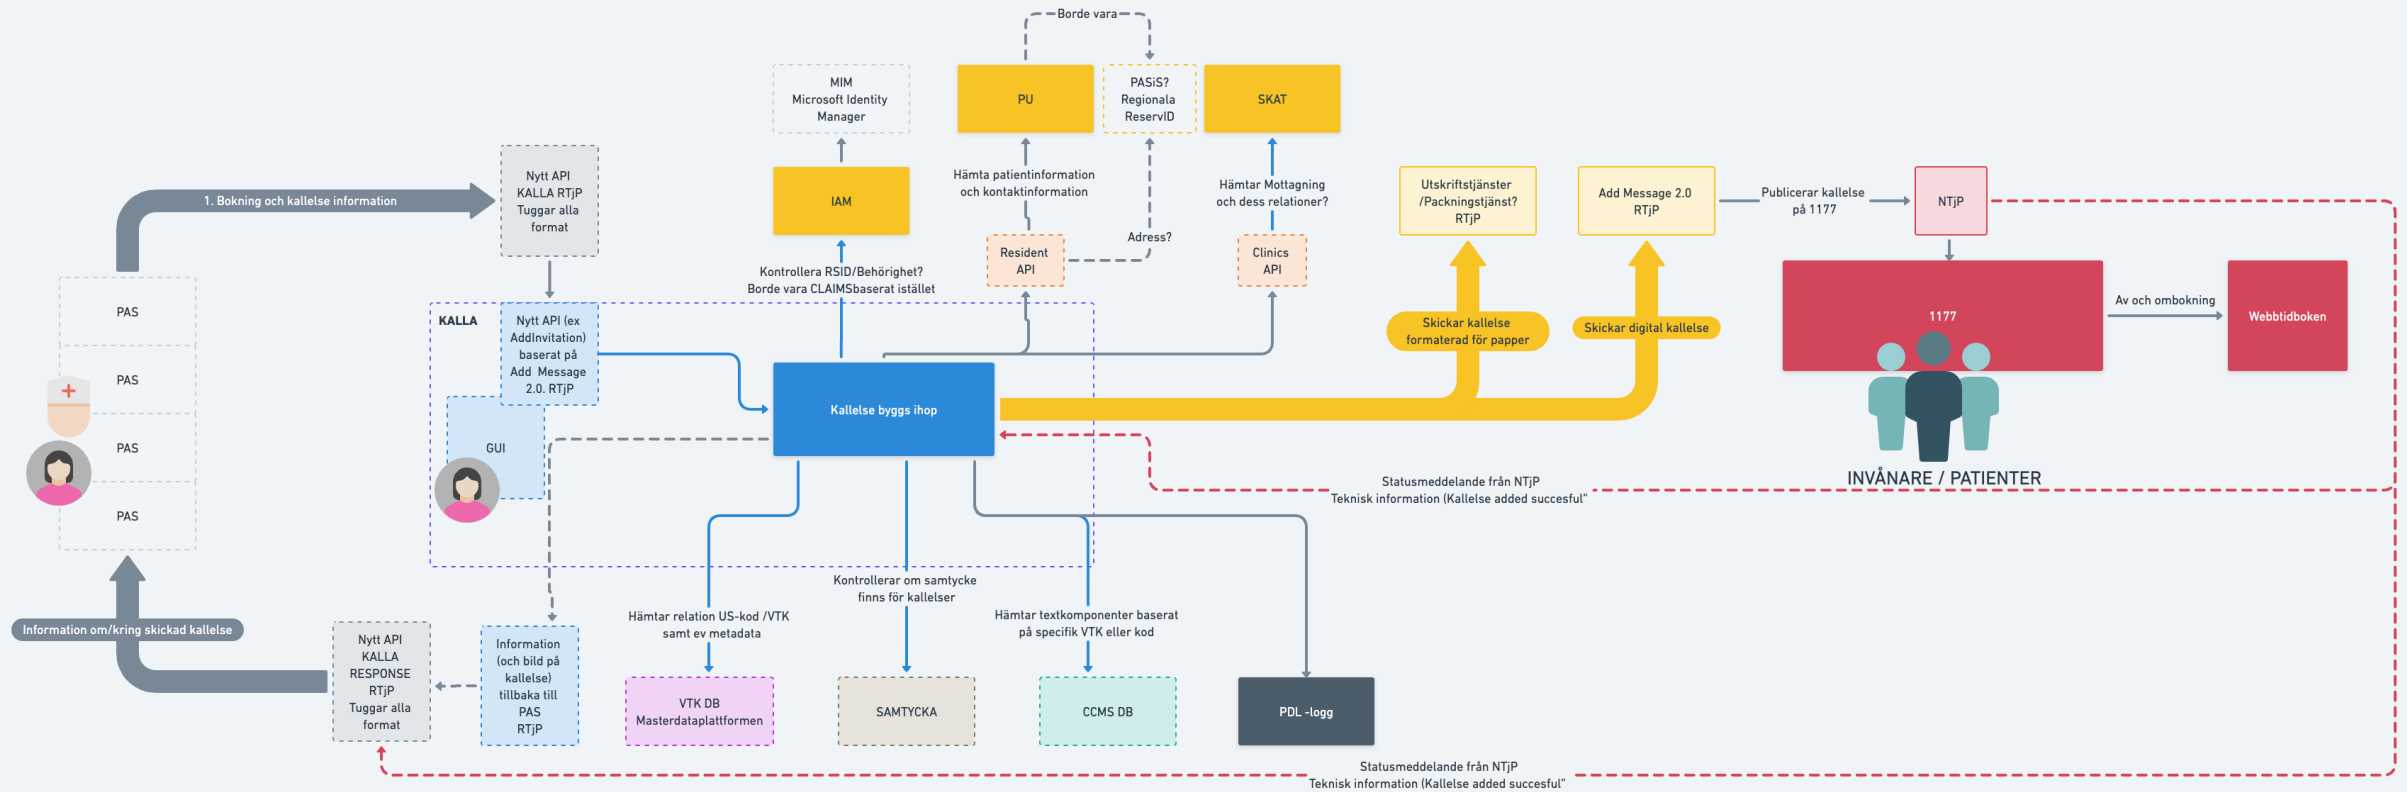 Borde vara
MIM
Microsoft Identity
Manager
PU
PASiS?
Regionala
ReservID
SKAT
Nytt API
KALLA RTjP
Tuggar alla
format
1. Bokning och kallelse information
IAM
Hämta patientinformation
och kontaktinformation
Hämtar Mottagning
och dess relationer?
Utskriftstjänster
/Packningstjänst?
RTjP
Add Message 2.0
RTjP
Publicerar kallelse
på 1177
NTjP
Adress?
Resident
API
Clinics
API
Kontrollera RSID/Behörighet?
Borde vara CLAIMSbaserat istället
PAS
PAS
PAS
PAS
KALLA
Nytt API (ex
AddInvitation)
baserat på
Add Message
2.0. RTjP
GUI
Kallelse byggs ihop
Skickar kallelse
formaterad för papper
Skickar digital kallelse
1177
Av och ombokning
Webbtidboken
INVÅNARE / PATIENTER
Statusmeddelande från NTjP
Teknisk information (Kallelse added succesful”
Kontrollerar om samtycke
finns för kallelser
Hämtar relation US-kod /VTK
samt ev metadata
Hämtar textkomponenter baserat
på specifik VTK eller kod
Information om/kring skickad kallelse
Nytt API
KALLA
RESPONSE
RTjP
Tuggar alla
format
Information
(och bild på
kallelse)
tillbaka till
PAS
RTjP
VTK DB
Masterdataplattformen
SAMTYCKA
CCMS DB
PDL -logg
Statusmeddelande från NTjP
Teknisk information (Kallelse added succesful”